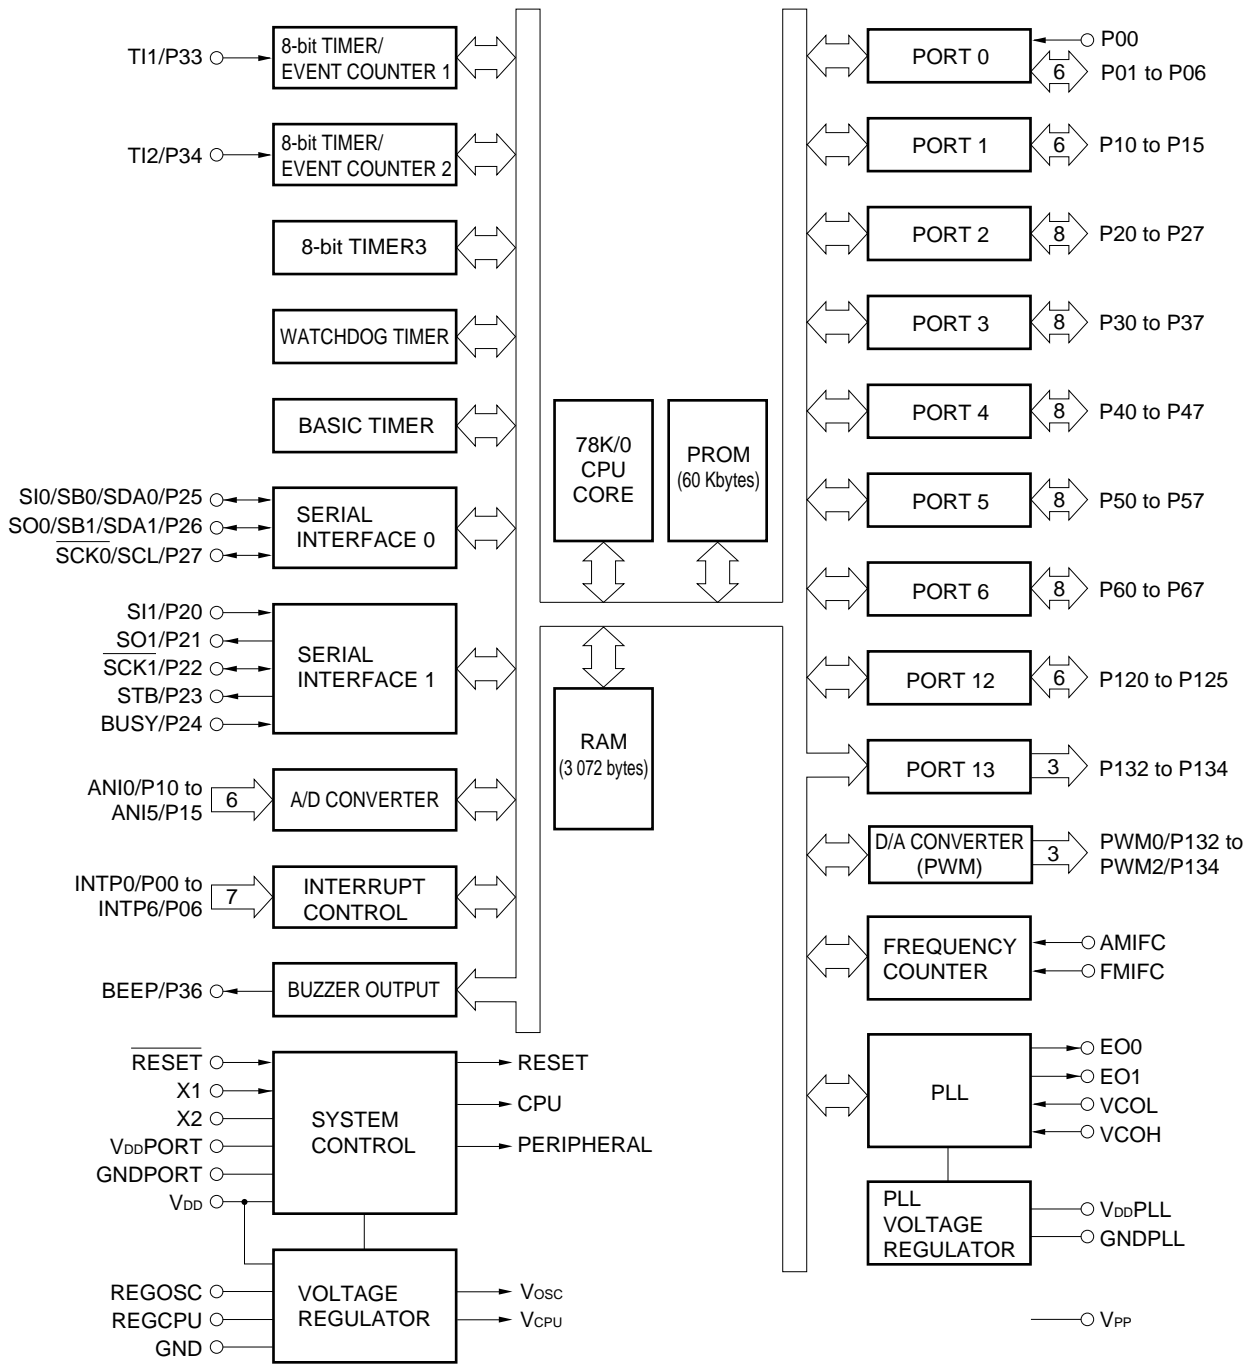 TI1/P33
8-bit TIMER/
EVENT COUNTER 1
TI2/P34
8-bit TIMER/
EVENT COUNTER 2
8-bit TIMER3
WATCHDOG TIMER
BASIC TIMER
SI0/SB0/SDA0/P25
SO0/SB1/SDA1/P26
SCK0/SCL/P27
SERIAL
INTERFACE 0
SI1/P20
SO1/P21
SCK1/P22
STB/P23
BUSY/P24
SERIAL
INTERFACE 1
ANI0/P10 to
ANI5/P15
6
A/D CONVERTER
INTP0/P00 to
INTP6/P06
7
INTERRUPT
CONTROL
BEEP/P36
BUZZER OUTPUT
RESET
X1
X2
VDDPORT
GNDPORT
VDD
SYSTEM
CONTROL
RESET
CPU
PERIPHERAL
REGOSC
REGCPU
GND
VOLTAGE
REGULATOR
VOSC
VCPU
78K/0
CPU
CORE
PROM
(60 Kbytes)
RAM
(3 072 bytes)
PORT 0
P00
6
P01 to P06
PORT 1
6
P10 to P15
PORT 2
8
P20 to P27
PORT 3
8
P30 to P37
PORT 4
8
P40 to P47
PORT 5
8
P50 to P57
PORT 6
8
P60 to P67
PORT 12
6
P120 to P125
PORT 13
3
P132 to P134
D/A CONVERTER
(PWM)
3
PWM0/P132 to
PWM2/P134
FREQUENCY
COUNTER
AMIFC
FMIFC
PLL
EO0
EO1
VCOL
VCOH
PLL
VOLTAGE
REGULATOR
VDDPLL
GNDPLL
VPP